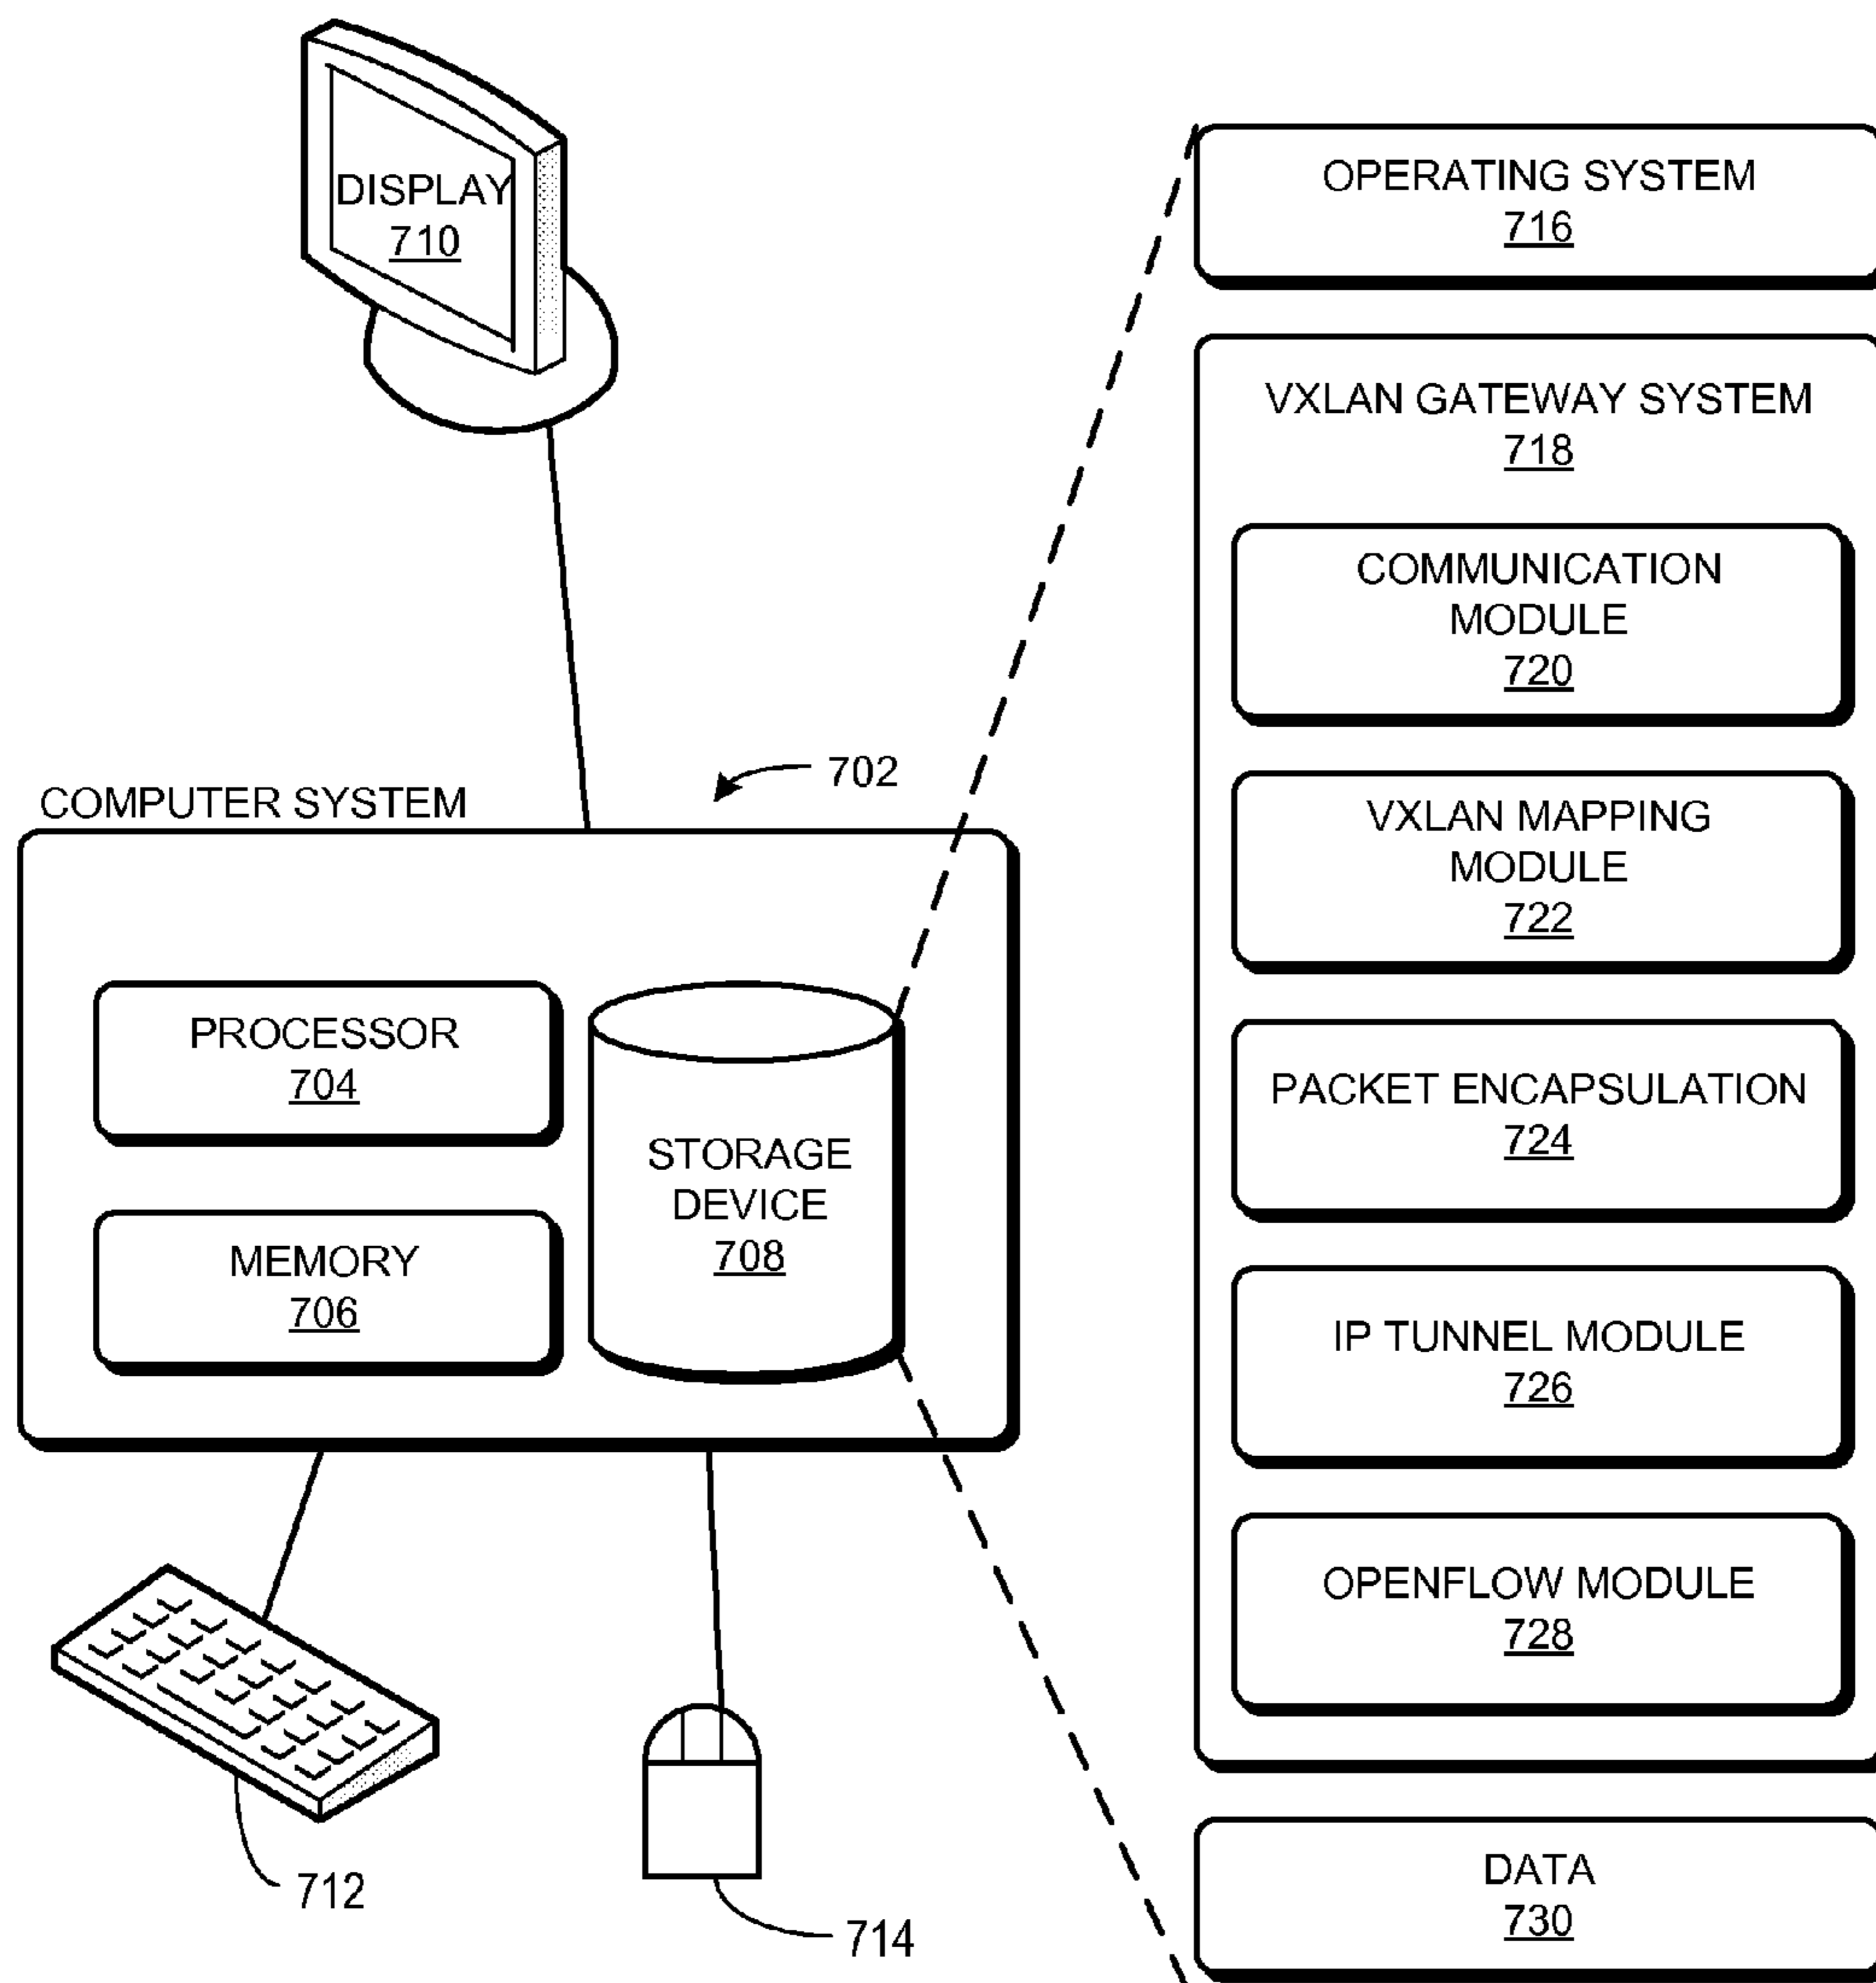 DISPLAY
710
702
COMPUTER SYSTEM
PROCESSOR
704
MEMORY
706
STORAGE
DEVICE
708
712
714
OPERATING SYSTEM
716
VXLAN GATEWAY SYSTEM
718
COMMUNICATION
MODULE
720
VXLAN MAPPING
MODULE
722
PACKET ENCAPSULATION
724
IP TUNNEL MODULE
726
OPENFLOW MODULE
728
DATA
730